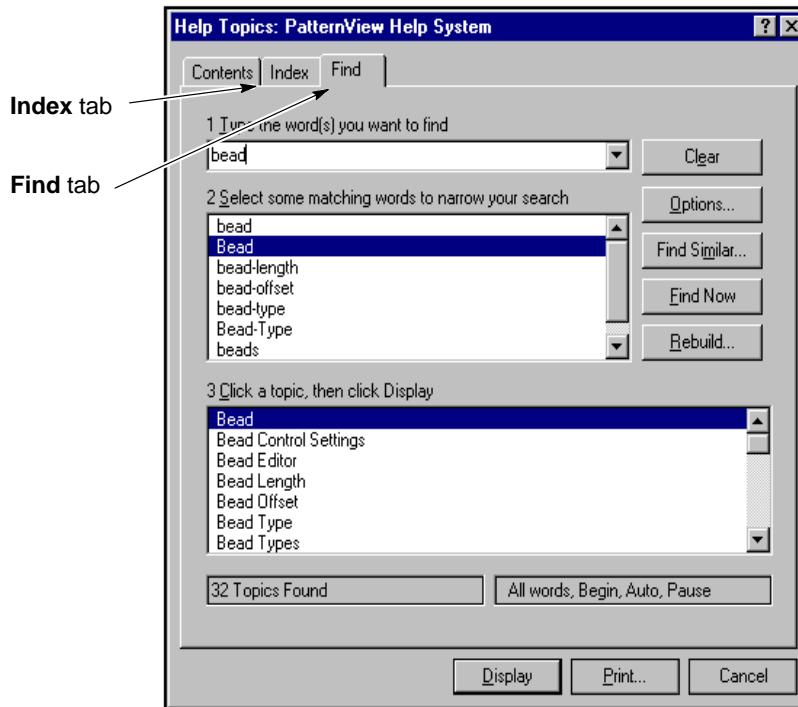 Help Topics: PatternView Help System
Contents Index Find
Index tab
1 Type the word(s) you want to find
bead Clear
Find tab
2 Select some matching words to narrow your search
Options...
bead
Bead
Find Similar...
bead-length
bead-offset
Find Now
bead-type
Bead-Type
Rebuild...
beads
3 Click a topic, then click Display
Bead
Bead Control Settings
Bead Editor
Bead Length
Bead Offset
Bead Type
Bead Types
32 Topics Found All words, Begin, Auto, Pause
Display Print... Cancel